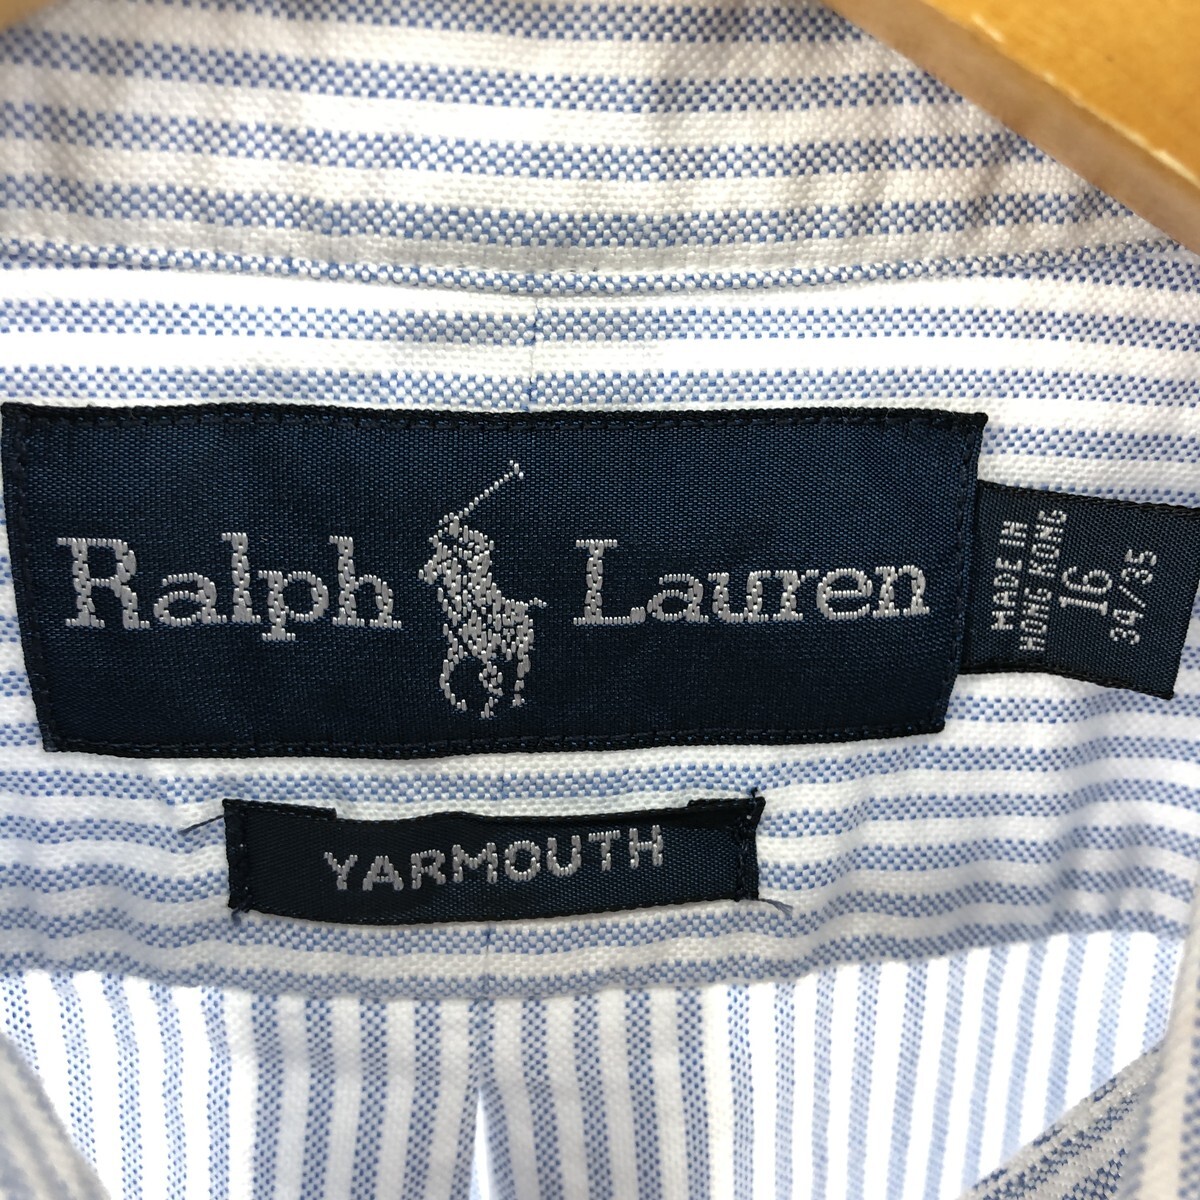 Ralph Lauren
MADE IN
HONG KONG
16
34/35
YARMOUTH